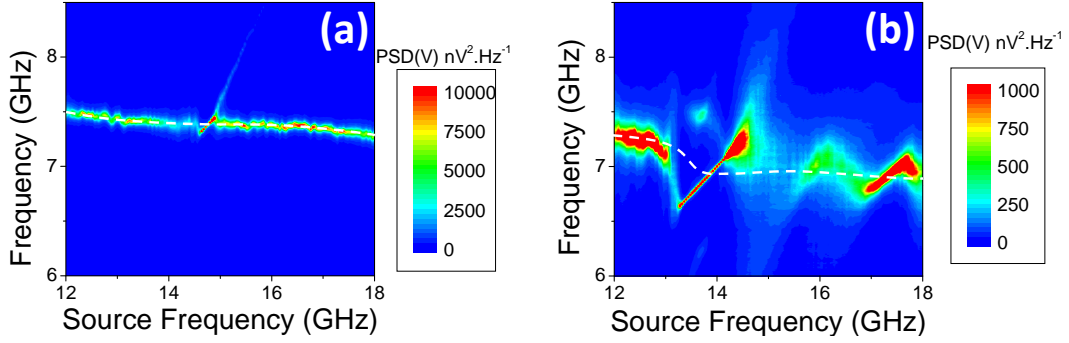 (a)
PSD(V) nV².Hz⁻¹
10000
7500
5000
2500
0
Frequency (GHz)
8
7
6
12 14 16 18
Source Frequency (GHz)
(b)
PSD(V) nV².Hz⁻¹
1000
750
500
250
0
Frequency (GHz)
8
7
6
12 14 16 18
Source Frequency (GHz)